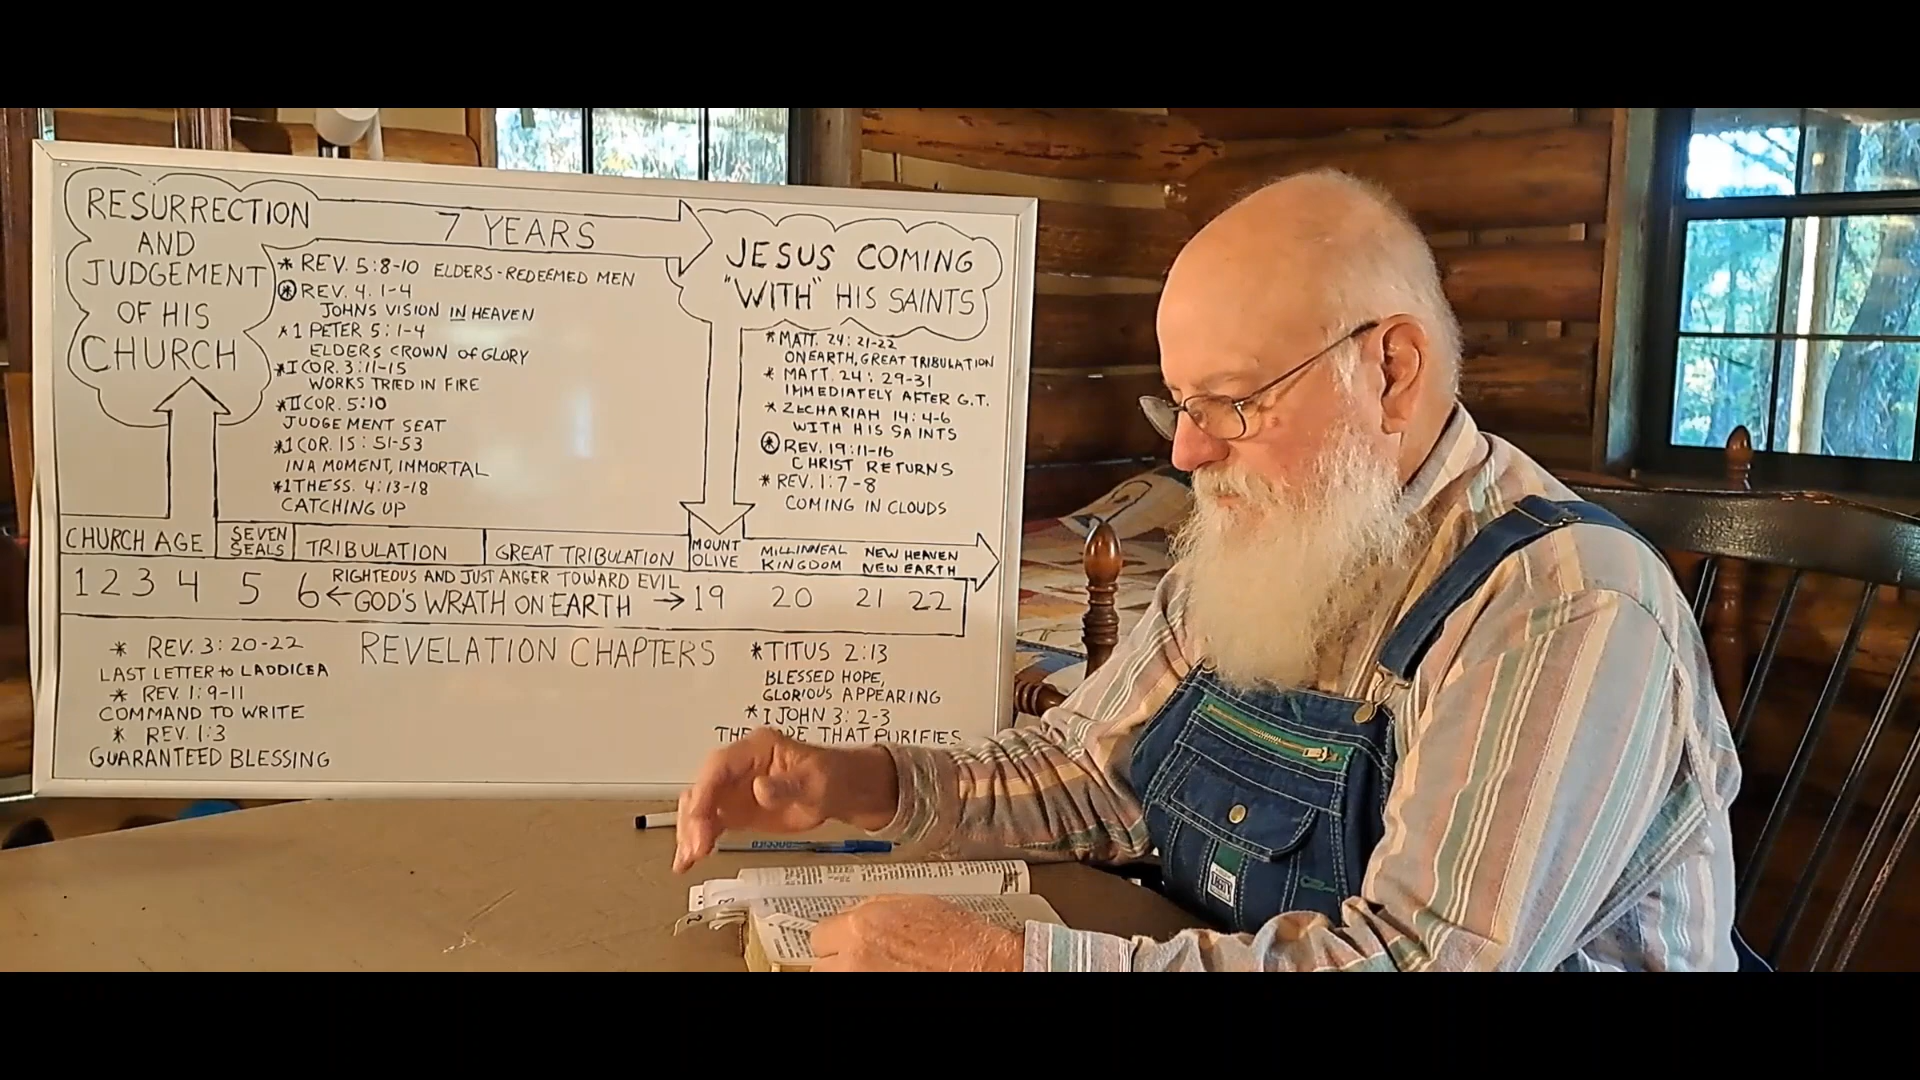 RESURRECTION
AND
JUDGEMENT
OF HIS
CHURCH
7 YEARS
* REV. 5:8-10 ELDERS-REDEEMED MEN
* REV. 4. 1-4
JOHNS VISION IN HEAVEN
* 1 PETER 5:1-4
ELDERS CROWN OF GLORY
* I COR. 3:11-15
WORKS TRIED IN FIRE
* II COR. 5:10
JUDGEMENT SEAT
* 1 COR. 15:51-53
IN A MOMENT, IMMORTAL
* 1 THESS. 4:13-18
CATCHING UP
JESUS COMING
"WITH" HIS SAINTS
* MATT. 24:21-22
ON EARTH, GREAT TRIBULATION
* MATT. 24:29-31
IMMEDIATELY AFTER G.T.
* ZECHARIAH 14:4-6
WITH HIS SAINTS
* REV. 19:11-16
CHRIST RETURNS
* REV. 1:7-8
COMING IN CLOUDS
CHURCH AGE
SEVEN
SEALS
TRIBULATION
GREAT TRIBULATION
MOUNT
OLIVE
MILLINNEAL
KINGDOM
NEW HEAVEN
NEW EARTH
1 2 3 4 5 6
RIGHTEOUS AND JUST ANGER TOWARD EVIL
← GOD'S WRATH ON EARTH →
19 20 21 22
REVELATION CHAPTERS
* REV. 3:20-22
LAST LETTER to LAODICEA
* REV. 1:9-11
COMMAND TO WRITE
* REV. 1:3
GUARANTEED BLESSING
* TITUS 2:13
BLESSED HOPE,
GLORIOUS APPEARING
* I JOHN 3:2-3
THE THAT PURIFIES